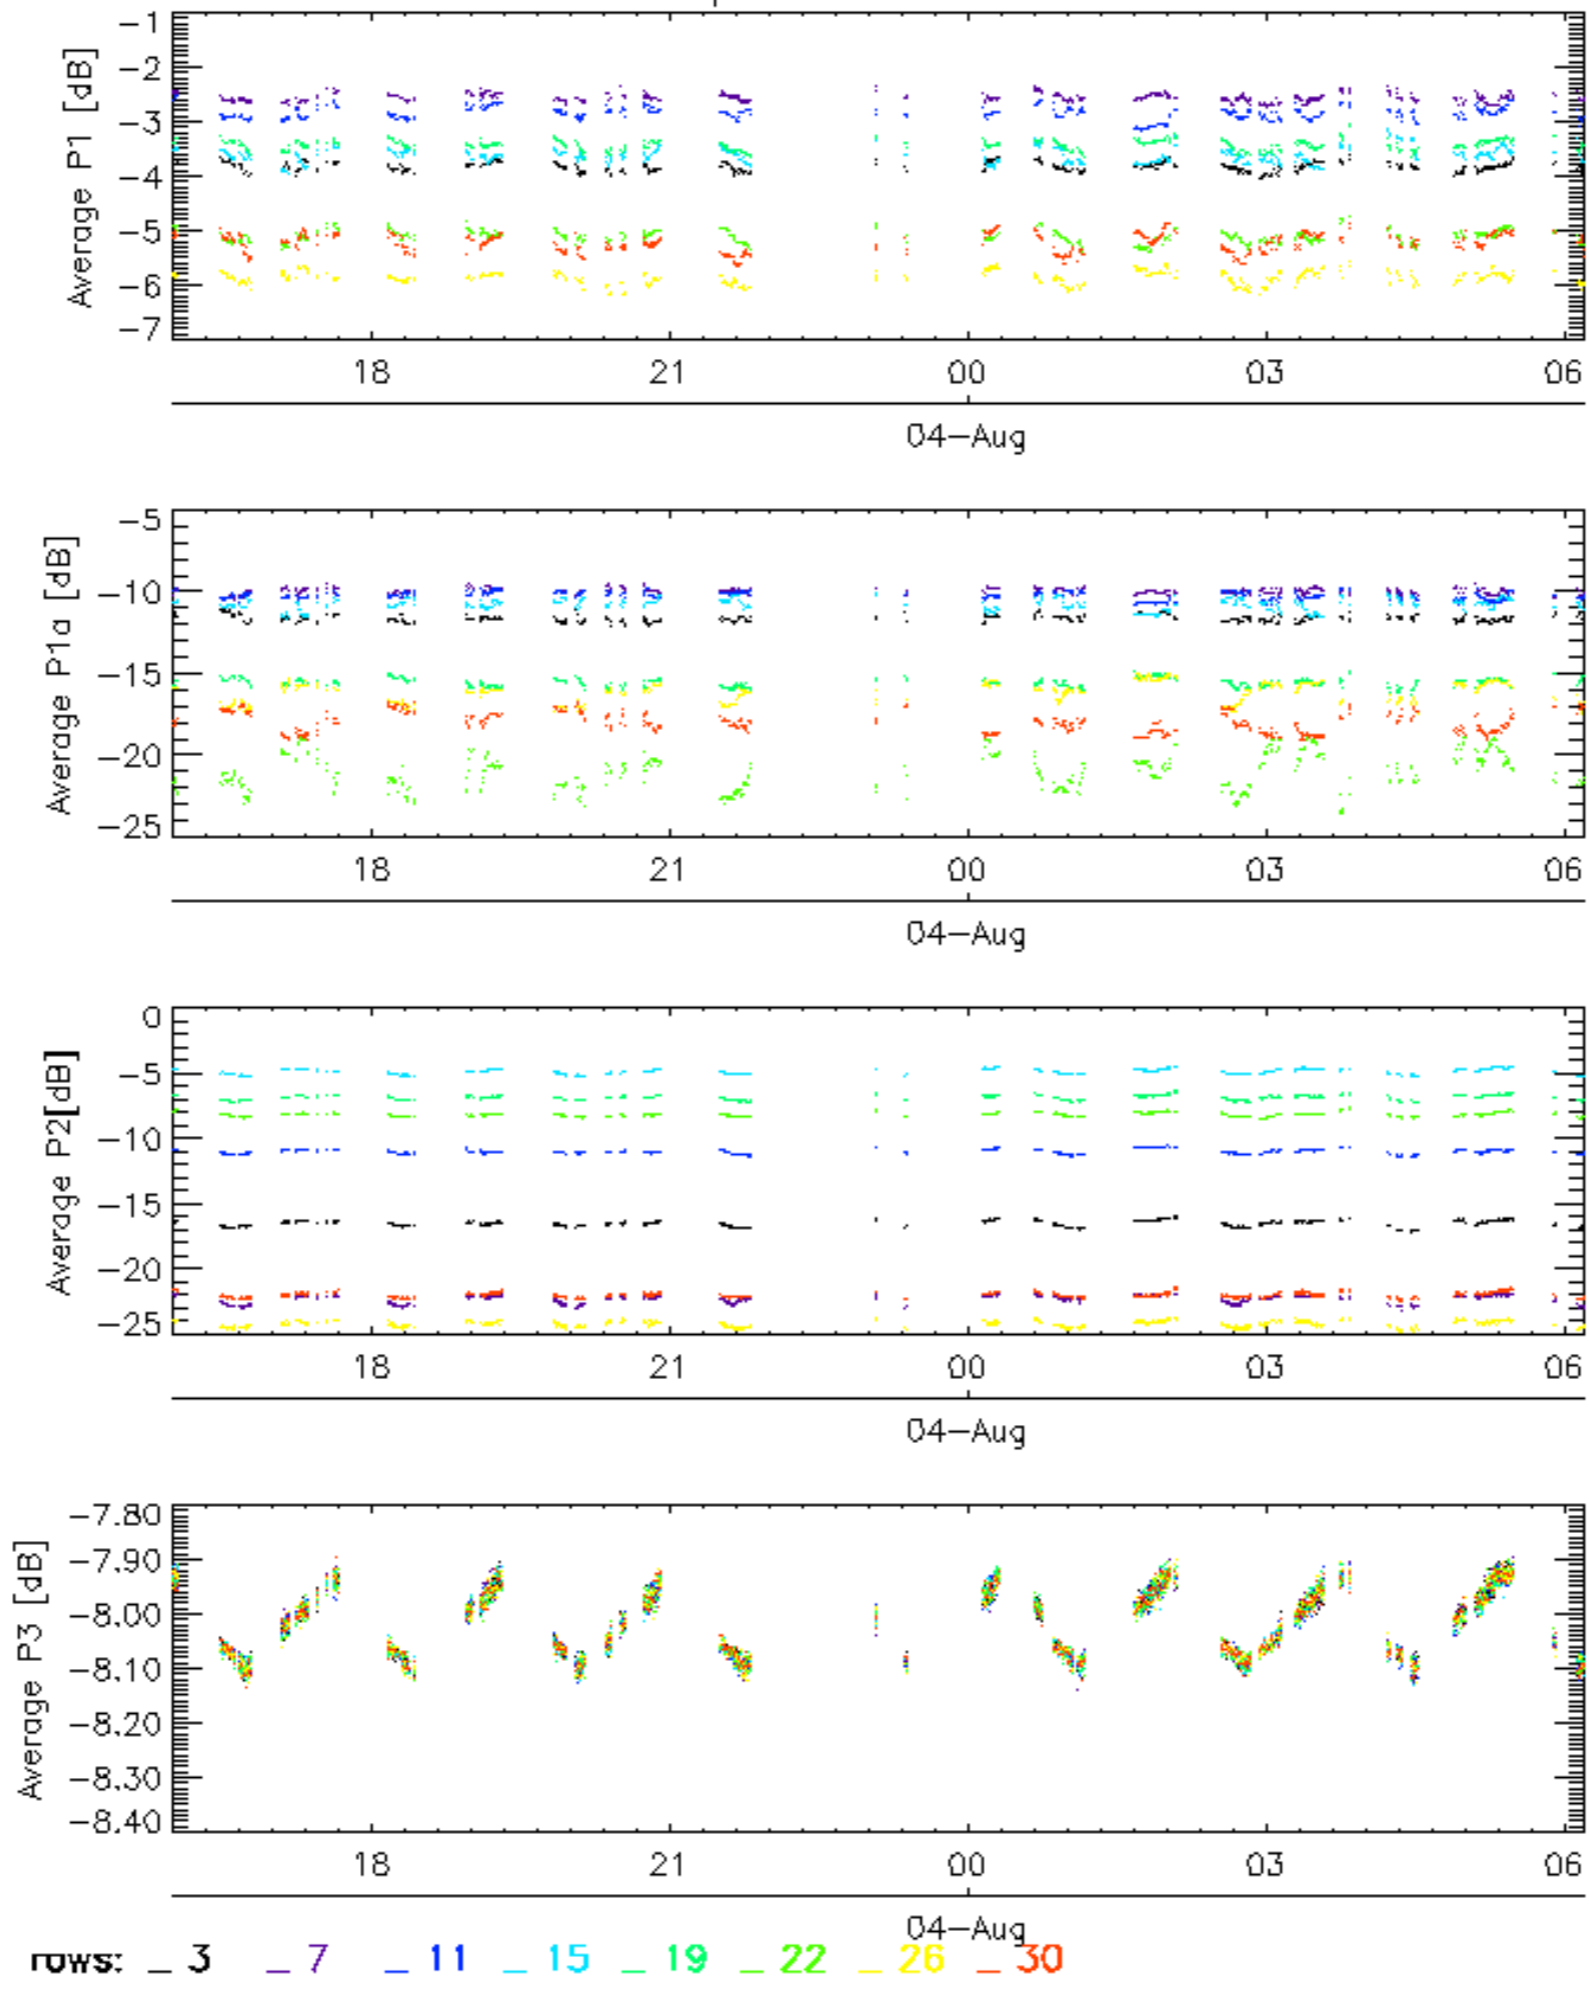 Average P1 [dB]
-1
-2
-3
-4
-5
-6
-7
18 21 00 03 06
04-Aug
Average P1a [dB]
-5
-10
-15
-20
-25
18 21 00 03 06
04-Aug
Average P2[dB]
0
-5
-10
-15
-20
-25
18 21 00 03 06
04-Aug
Average P3 [dB]
-7.80
-7.90
-8.00
-8.10
-8.20
-8.30
-8.40
18 21 00 03 06
04-Aug
rows: _ 3 _ 7 _ 11 _ 15 _ 19 _ 22 _ 26 _ 30